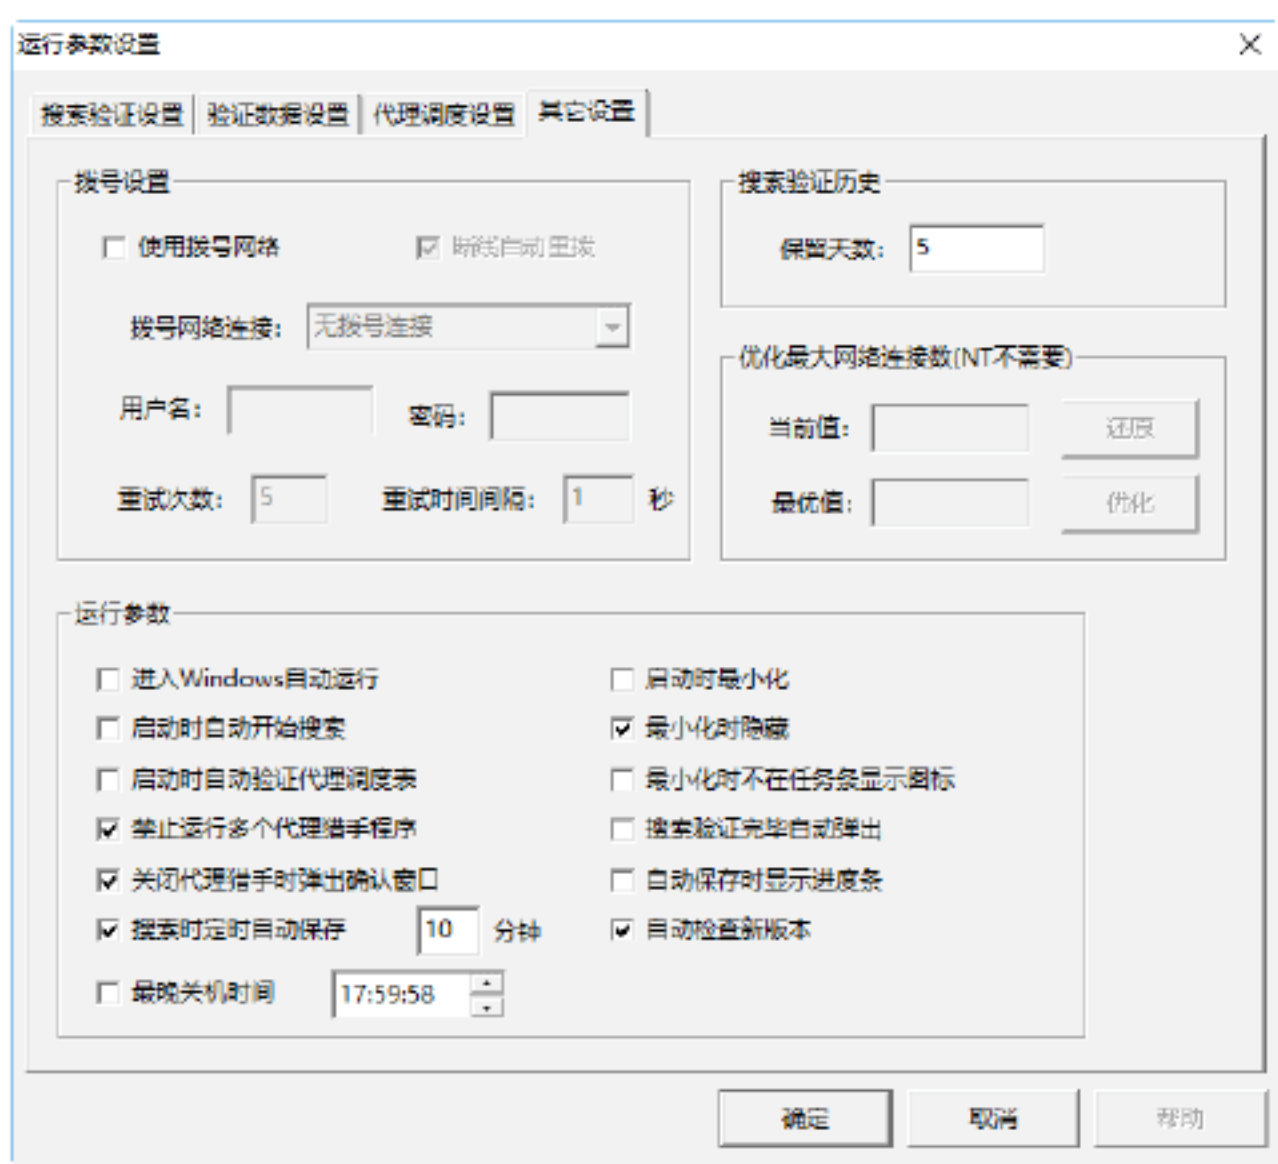 运行参数设置
搜索验证设置 验证数据设置 代理调度设置 其它设置
拨号设置
使用拨号网络 断线自动重拨
拨号网络连接: 无拨号连接
用户名: 密码:
重试次数: 5 重试时间间隔: 1 秒
搜索验证历史
保留天数: 5
优化最大网络连接数(NT不需要)
当前值: 还原
最优值: 优化
运行参数
进入Windows自动运行 启动时最小化
启动时自动开始搜索 最小化时隐藏
启动时自动验证代理调度表 最小化时不在任务条显示图标
禁止运行多个代理猎手程序 搜索验证完毕自动弹出
关闭代理猎手时弹出确认窗口 自动保存时显示进度条
搜索时定时自动保存 10 分钟 自动检查新版本
最晚关机时间 17:59:58
确定 取消 帮助